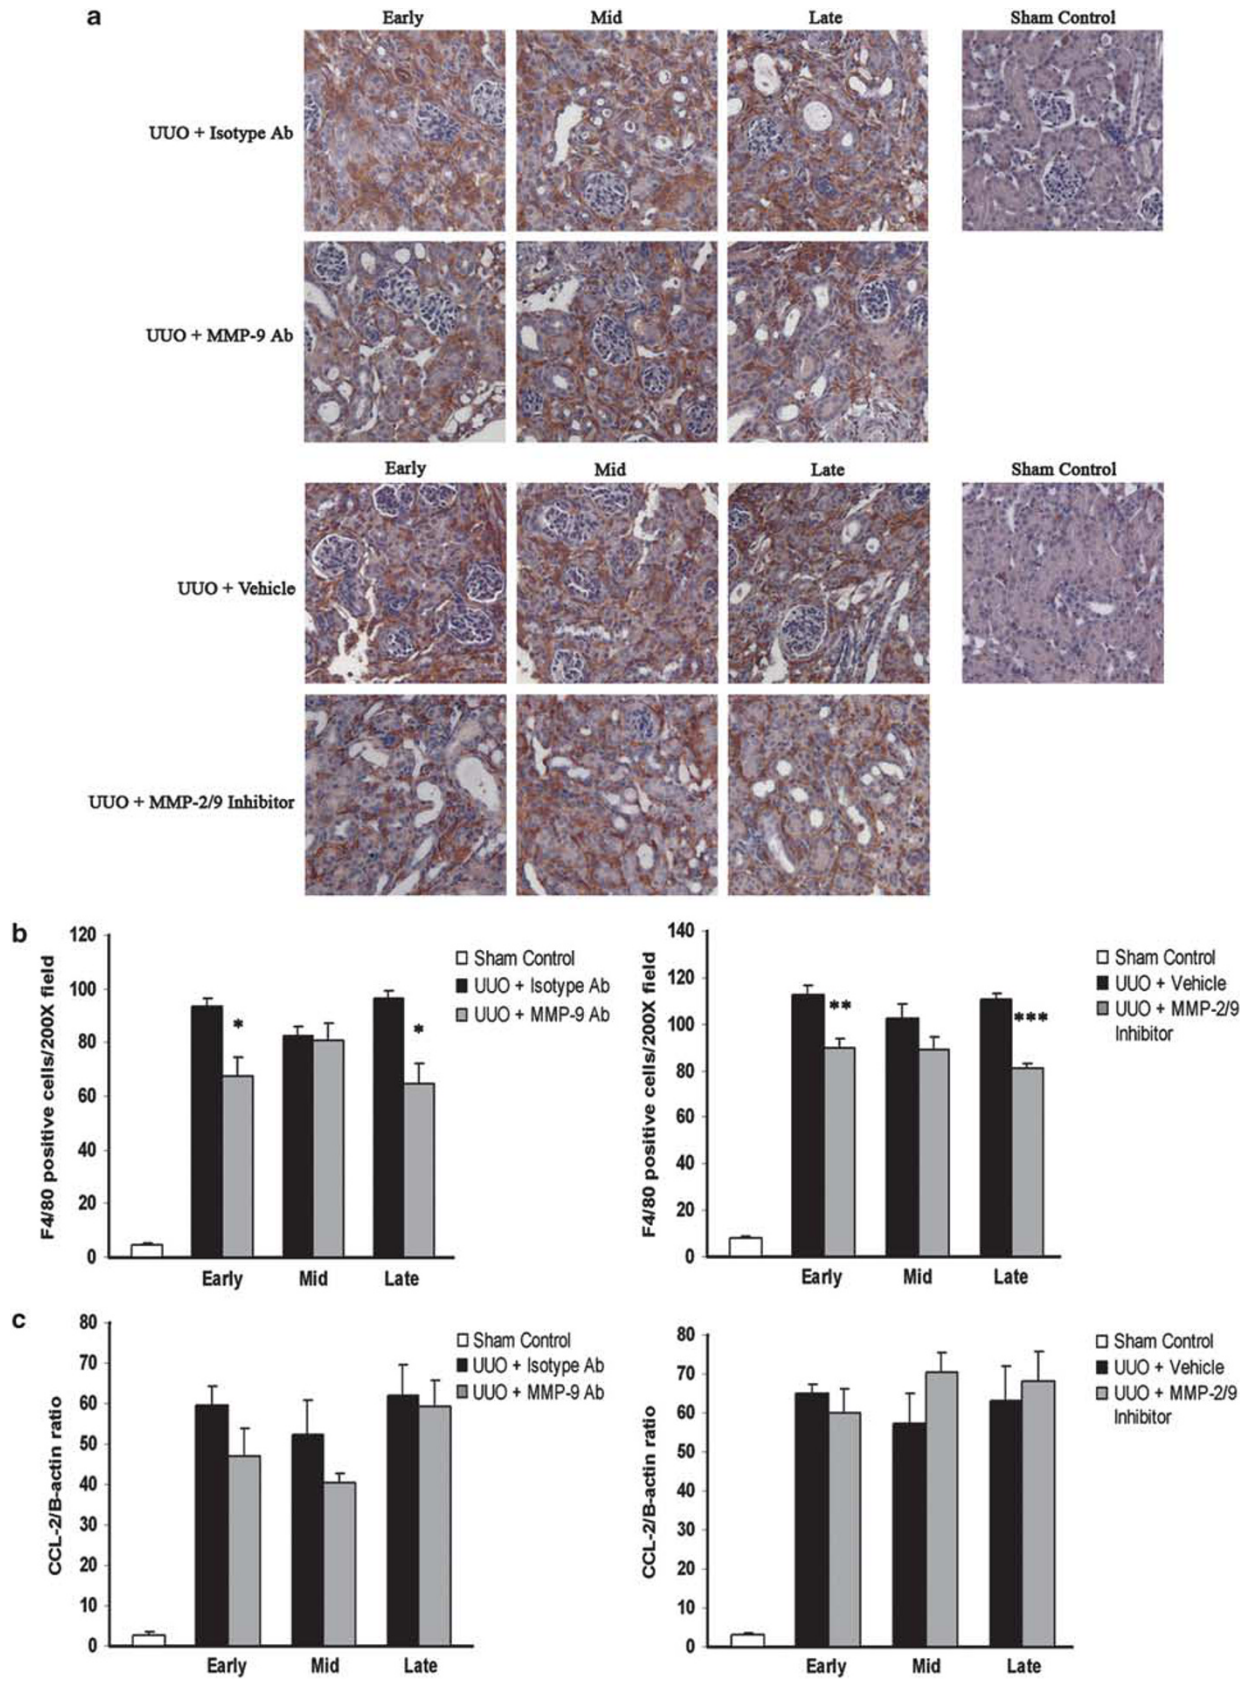 a
Early Mid Late Sham Control
UUO + Isotype Ab
UUO + MMP-9 Ab
Early Mid Late Sham Control
UUO + Vehicle
UUO + MMP-2/9 Inhibitor
b
F4/80 positive cells/200X field
120
100
80
60
40
20
0
* *
Early Mid Late
Sham Control
UUO + Isotype Ab
UUO + MMP-9 Ab
F4/80 positive cells/200X field
140
120
100
80
60
40
20
0
** ***
Early Mid Late
Sham Control
UUO + Vehicle
UUO + MMP-2/9
Inhibitor
c
CCL-2/B-actin ratio
80
70
60
50
40
30
20
10
0
Early Mid Late
Sham Control
UUO + Isotype Ab
UUO + MMP-9 Ab
CCL-2/B-actin ratio
80
70
60
50
40
30
20
10
0
Early Mid Late
Sham Control
UUO + Vehicle
UUO + MMP-2/9
Inhibitor